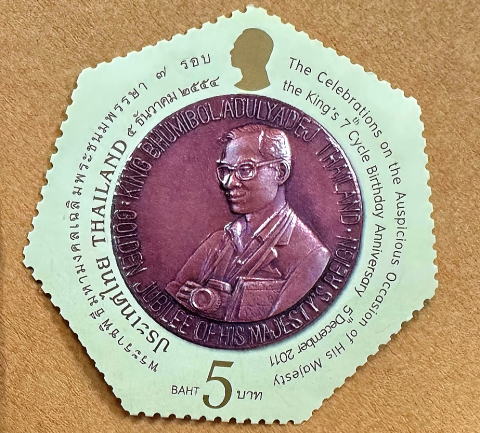 พระราชพิธีมหามงคลเฉลิมพระชนมพรรษา ๗ รอบ
ประเทศไทย THAILAND ๕ ธันวาคม ๒๕๕๔
The Celebrations on the Auspicious Occasion of His Majesty
the King's 7th Cycle Birthday Anniversary 5th December 2011
KING BHUMIBOL ADULYADEJ THAILAND
GOLDEN JUBILEE OF HIS MAJESTY'S REIGN
BAHT 5 บาท